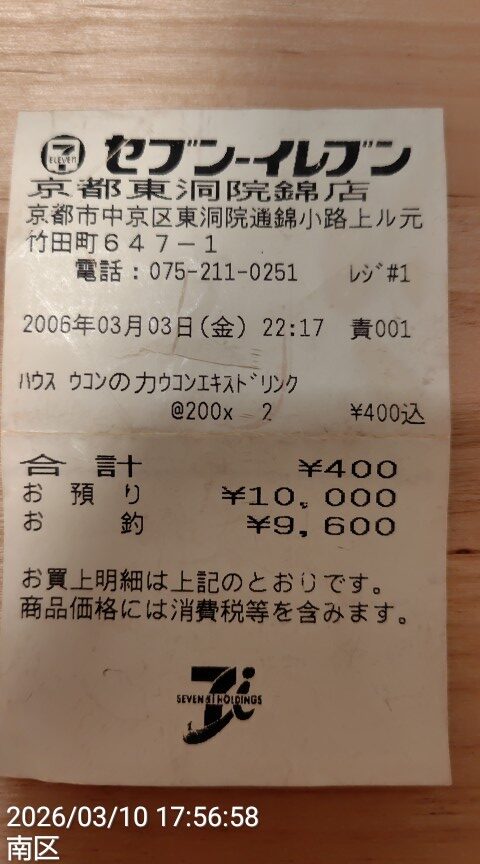 7
ELEVEN
セブン-イレブン
京都東洞院錦店
京都市中京区東洞院通錦小路上ル元
竹田町647-1
電話:075-211-0251 レジ#1
2006年03月03日(金) 22:17 責001
ハウス ウコンの力ウコンエキストドリンク
@200x 2 ¥400込
合計 ¥400
お預り ¥10,000
お釣 ¥9,600
お買上明細は上記のとおりです。
商品価格には消費税等を含みます。
7i
SEVEN & I HOLDINGS
2026/03/10 17:56:58
南区